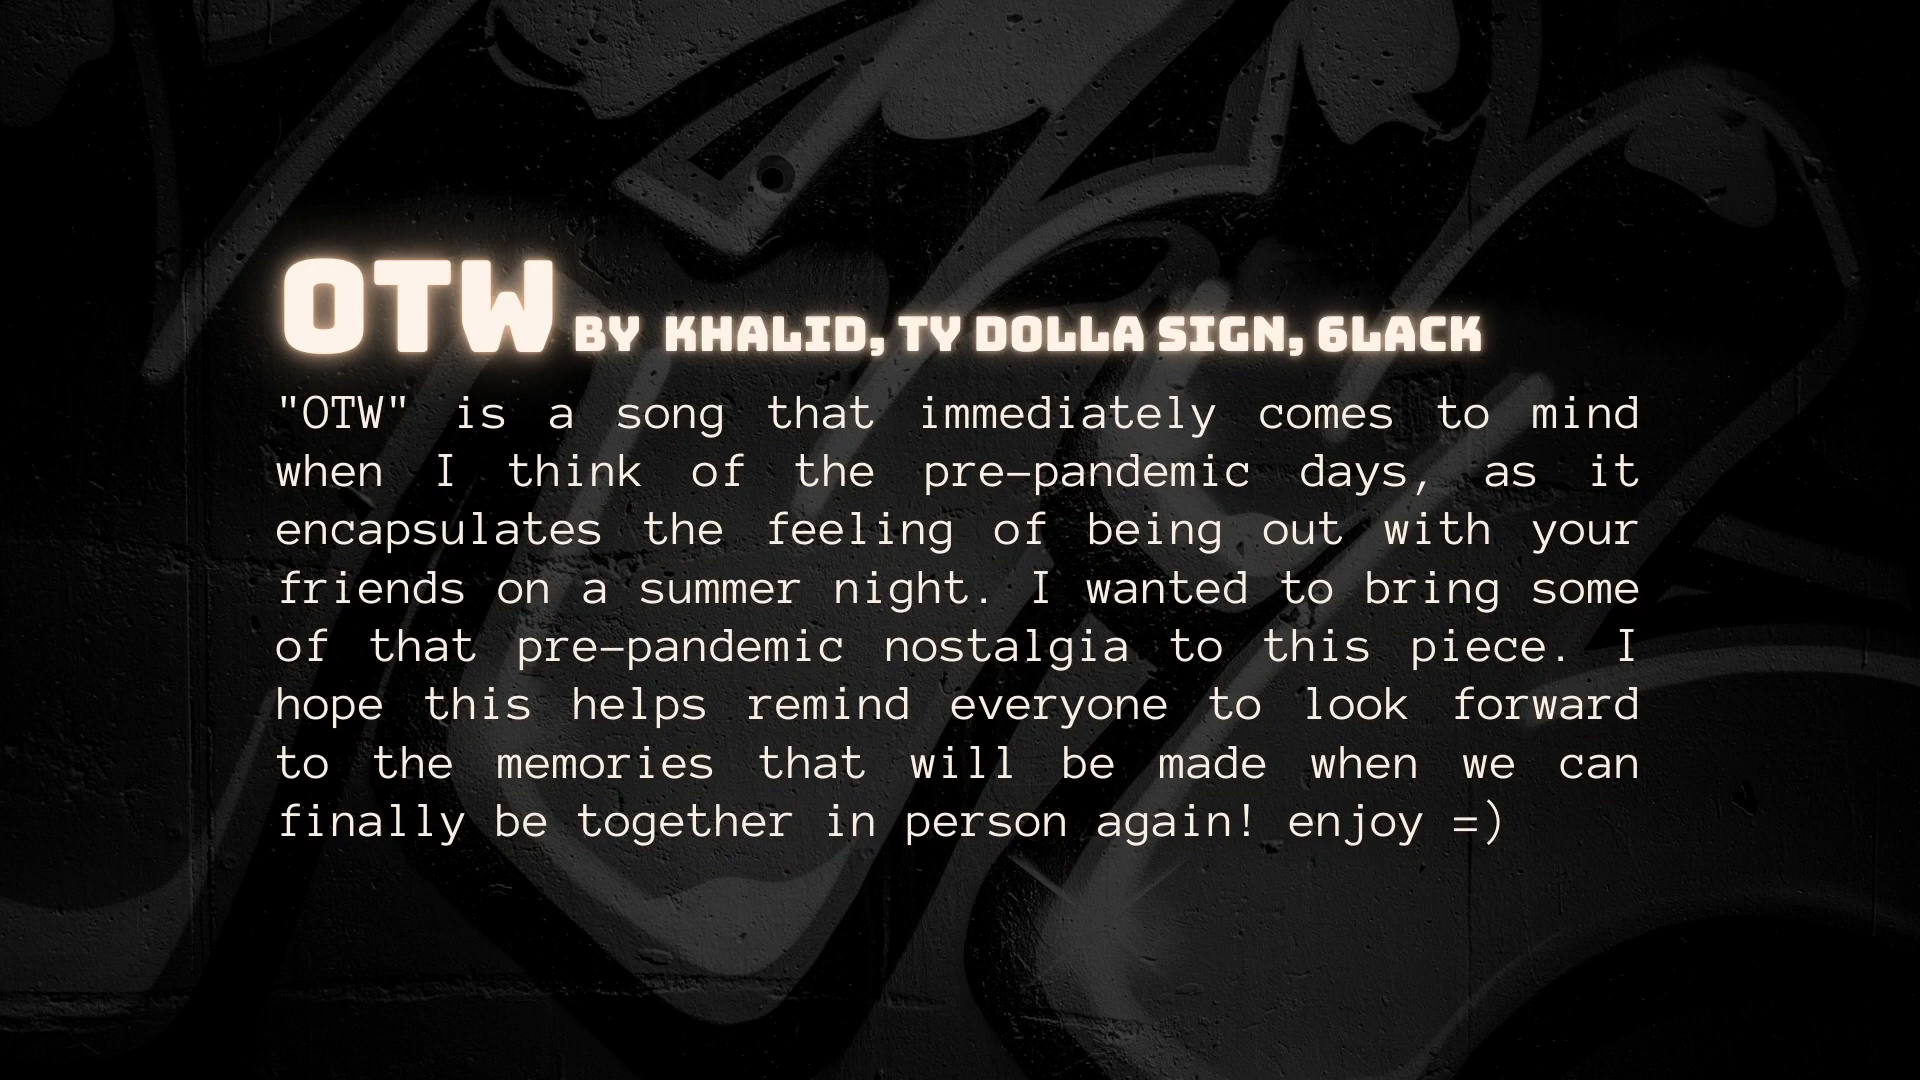 OTW BY KHALID, TY DOLLA SIGN, 6LACK
"OTW" is a song that immediately comes to mind
when I think of the pre-pandemic days, as it
encapsulates the feeling of being out with your
friends on a summer night. I wanted to bring some
of that pre-pandemic nostalgia to this piece. I
hope this helps remind everyone to look forward
to the memories that will be made when we can
finally be together in person again! enjoy =)